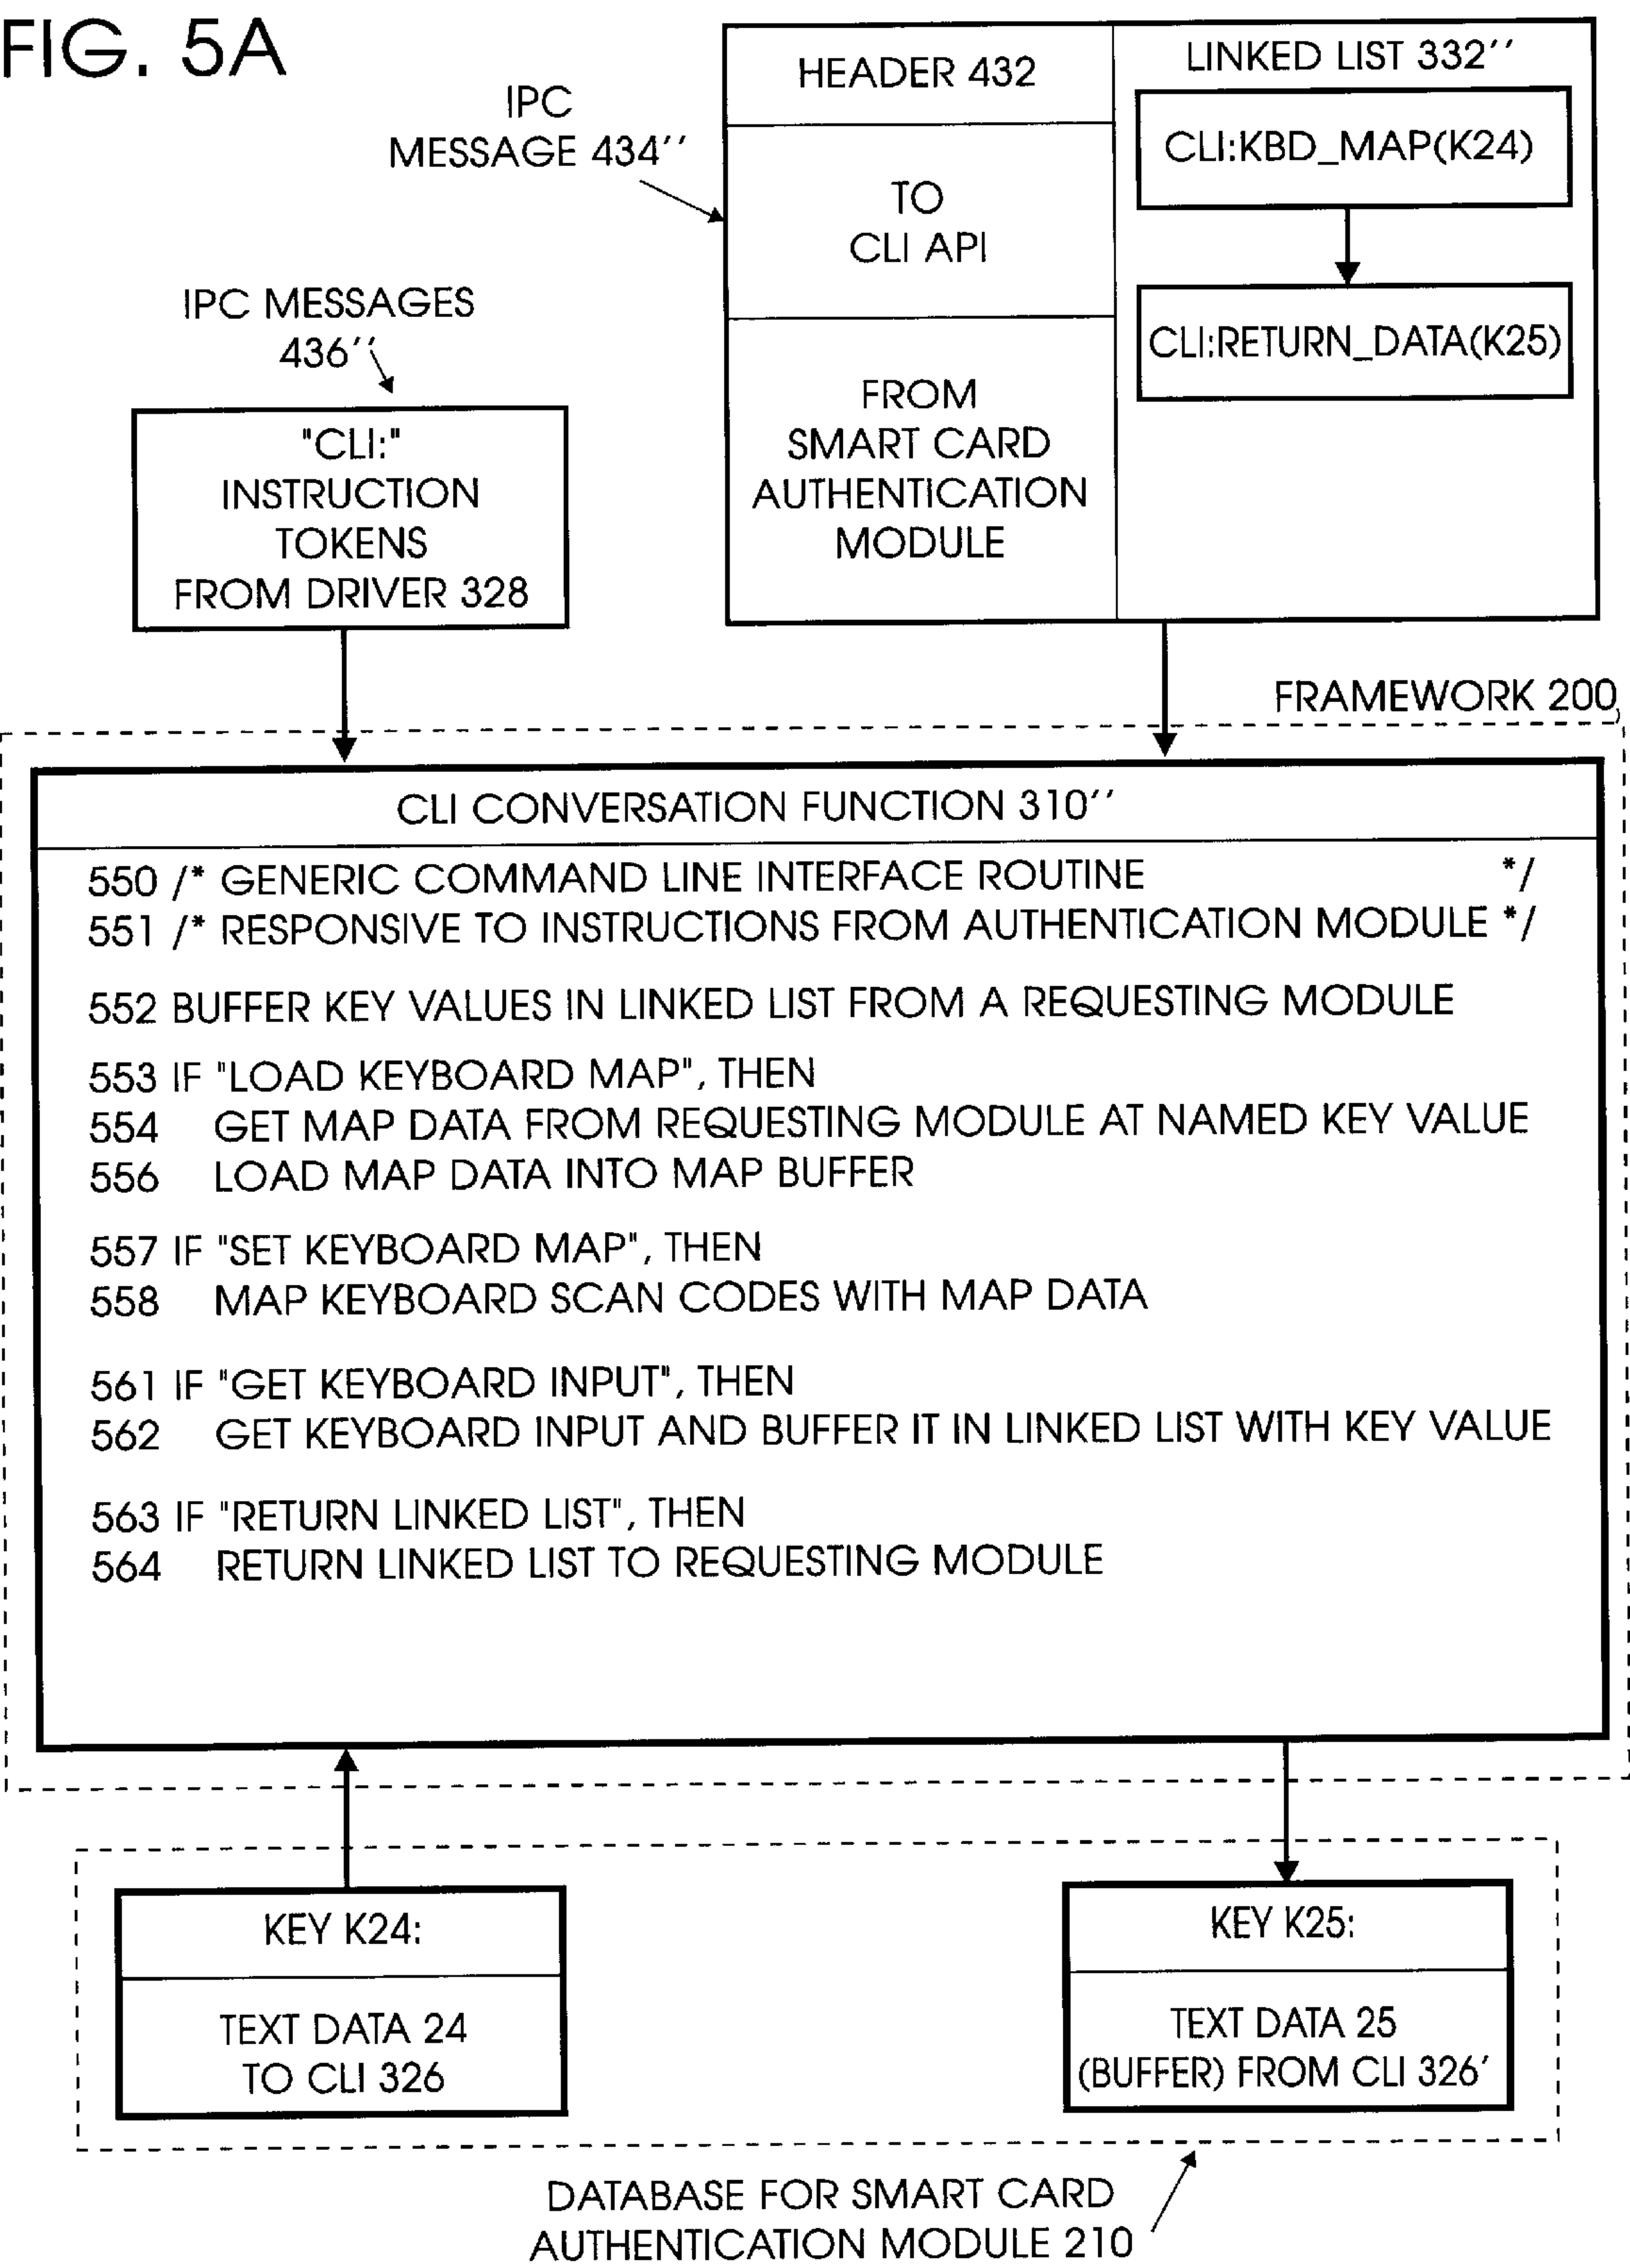 FIG. 5A
IPC
MESSAGE 434''
HEADER 432
TO
CLI API
FROM
SMART CARD
AUTHENTICATION
MODULE
LINKED LIST 332''
CLI:KBD_MAP(K24)
CLI:RETURN_DATA(K25)
IPC MESSAGES
436''
"CLI:"
INSTRUCTION
TOKENS
FROM DRIVER 328
FRAMEWORK 200
CLI CONVERSATION FUNCTION 310''
550 /* GENERIC COMMAND LINE INTERFACE ROUTINE */
551 /* RESPONSIVE TO INSTRUCTIONS FROM AUTHENTICATION MODULE */
552 BUFFER KEY VALUES IN LINKED LIST FROM A REQUESTING MODULE
553 IF "LOAD KEYBOARD MAP", THEN
554 GET MAP DATA FROM REQUESTING MODULE AT NAMED KEY VALUE
556 LOAD MAP DATA INTO MAP BUFFER
557 IF "SET KEYBOARD MAP", THEN
558 MAP KEYBOARD SCAN CODES WITH MAP DATA
561 IF "GET KEYBOARD INPUT", THEN
562 GET KEYBOARD INPUT AND BUFFER IT IN LINKED LIST WITH KEY VALUE
563 IF "RETURN LINKED LIST", THEN
564 RETURN LINKED LIST TO REQUESTING MODULE
KEY K24:
TEXT DATA 24
TO CLI 326
KEY K25:
TEXT DATA 25
(BUFFER) FROM CLI 326'
DATABASE FOR SMART CARD
AUTHENTICATION MODULE 210